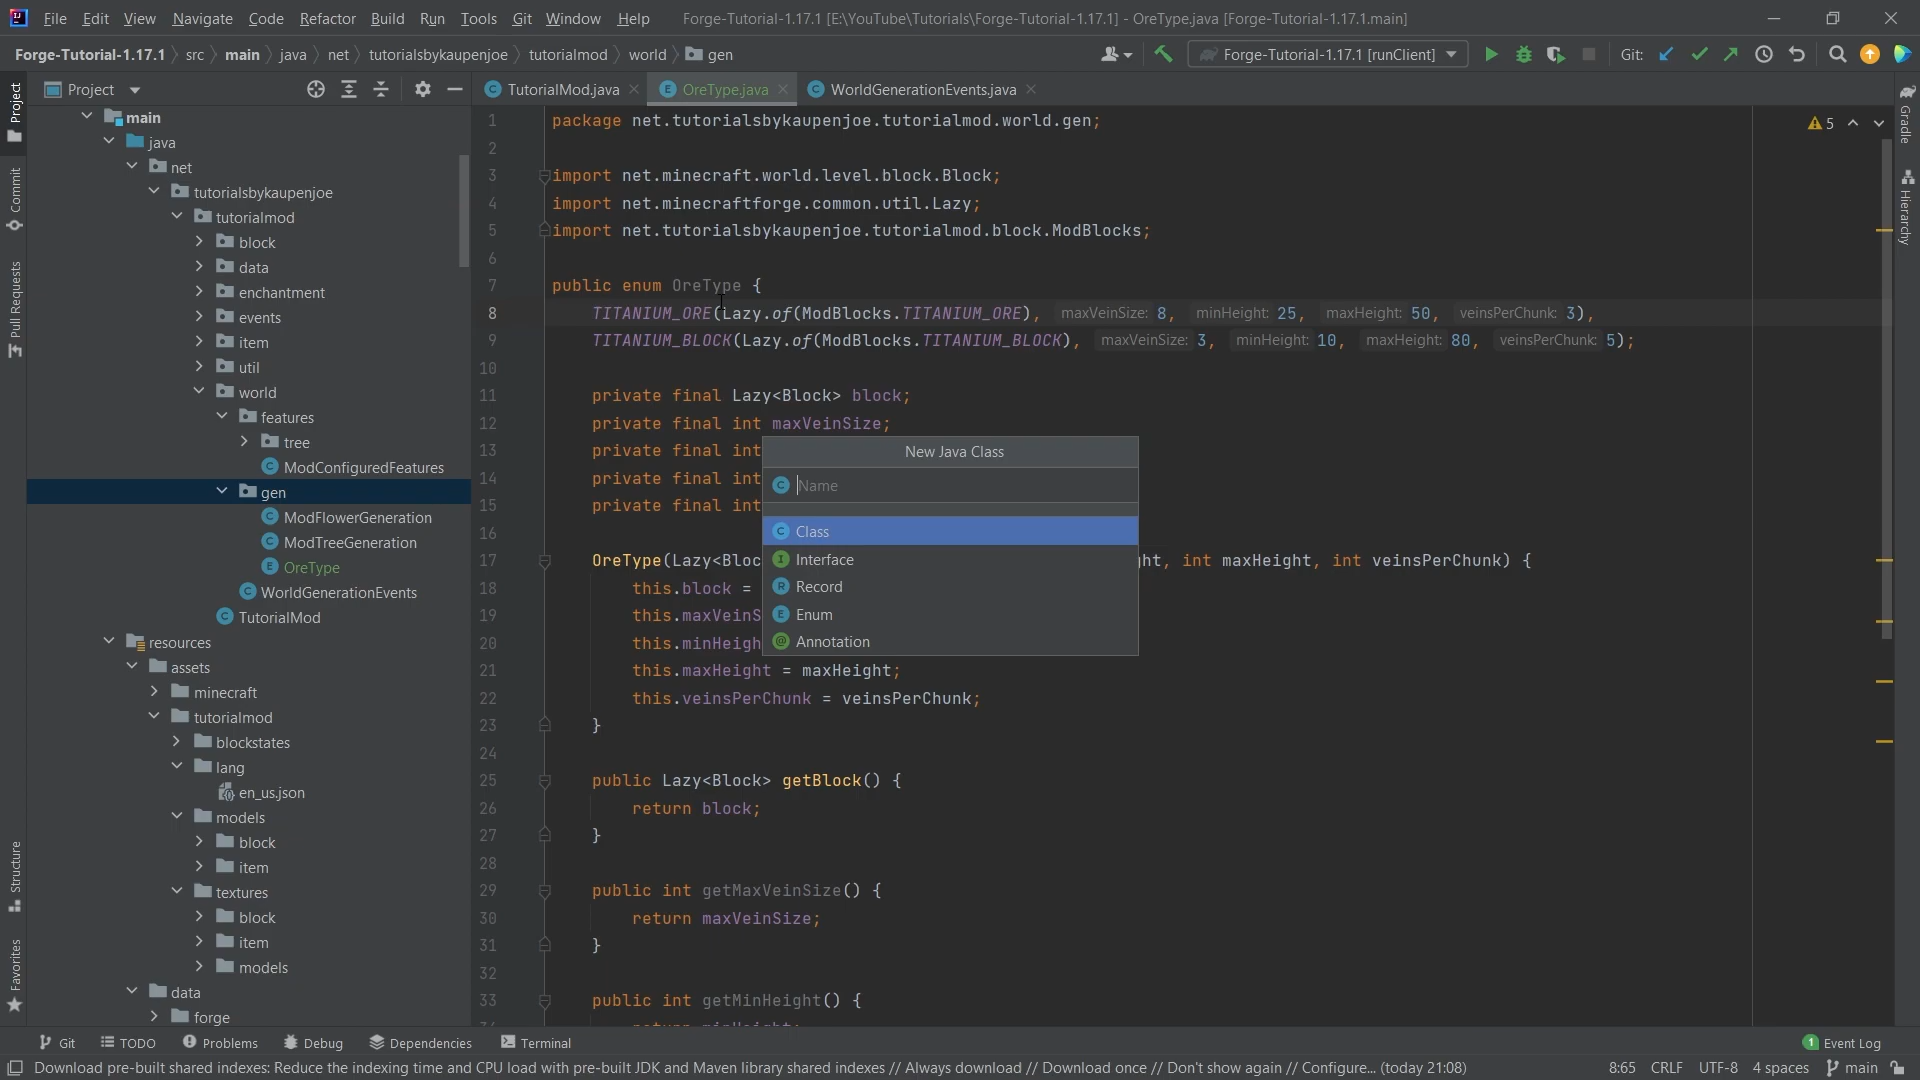 File Edit View Navigate Code Refactor Build Run Tools Git Window Help Forge-Tutorial-1.17.1 [E:\YouTube\Tutorials\Forge-Tutorial-1.17.1] - OreType.java [Forge-Tutorial-1.17.1.main]
Forge-Tutorial-1.17.1 src main java net tutorialsbykaupenjoe tutorialmod world gen Forge-Tutorial-1.17.1 [runClient] Git:
Project
TutorialMod.java OreType.java WorldGenerationEvents.java
Project
Commit
Pull Requests
Structure
Favorites
main
java
net
tutorialsbykaupenjoe
tutorialmod
block
data
enchantment
events
item
util
world
features
tree
ModConfiguredFeatures
gen
ModFlowerGeneration
ModTreeGeneration
OreType
WorldGenerationEvents
TutorialMod
resources
assets
minecraft
tutorialmod
blockstates
lang
en_us.json
models
block
item
textures
block
item
models
data
forge
1 package net.tutorialsbykaupenjoe.tutorialmod.world.gen;
2
3 import net.minecraft.world.level.block.Block;
4 import net.minecraftforge.common.util.Lazy;
5 import net.tutorialsbykaupenjoe.tutorialmod.block.ModBlocks;
6
7 public enum OreType {
8 TITANIUM_ORE(Lazy.of(ModBlocks.TITANIUM_ORE), maxVeinSize: 8, minHeight: 25, maxHeight: 50, veinsPerChunk: 3),
9 TITANIUM_BLOCK(Lazy.of(ModBlocks.TITANIUM_BLOCK), maxVeinSize: 3, minHeight: 10, maxHeight: 80, veinsPerChunk: 5);
10
11 private final Lazy<Block> block;
12 private final int maxVeinSize;
13 private final int
14 private final int
15 private final int
16
17 OreType(Lazy<Bloc ht, int maxHeight, int veinsPerChunk) {
18 this.block =
19 this.maxVeinS
20 this.minHeigh
21 this.maxHeight = maxHeight;
22 this.veinsPerChunk = veinsPerChunk;
23 }
24
25 public Lazy<Block> getBlock() {
26 return block;
27 }
28
29 public int getMaxVeinSize() {
30 return maxVeinSize;
31 }
32
33 public int getMinHeight() {
New Java Class
Name
Class
Interface
Record
Enum
Annotation
5
Gradle
Hierarchy
Git TODO Problems Debug Dependencies Terminal 1 Event Log
Download pre-built shared indexes: Reduce the indexing time and CPU load with pre-built JDK and Maven library shared indexes // Always download // Download once // Don't show again // Configure... (today 21:08) 8:65 CRLF UTF-8 4 spaces main